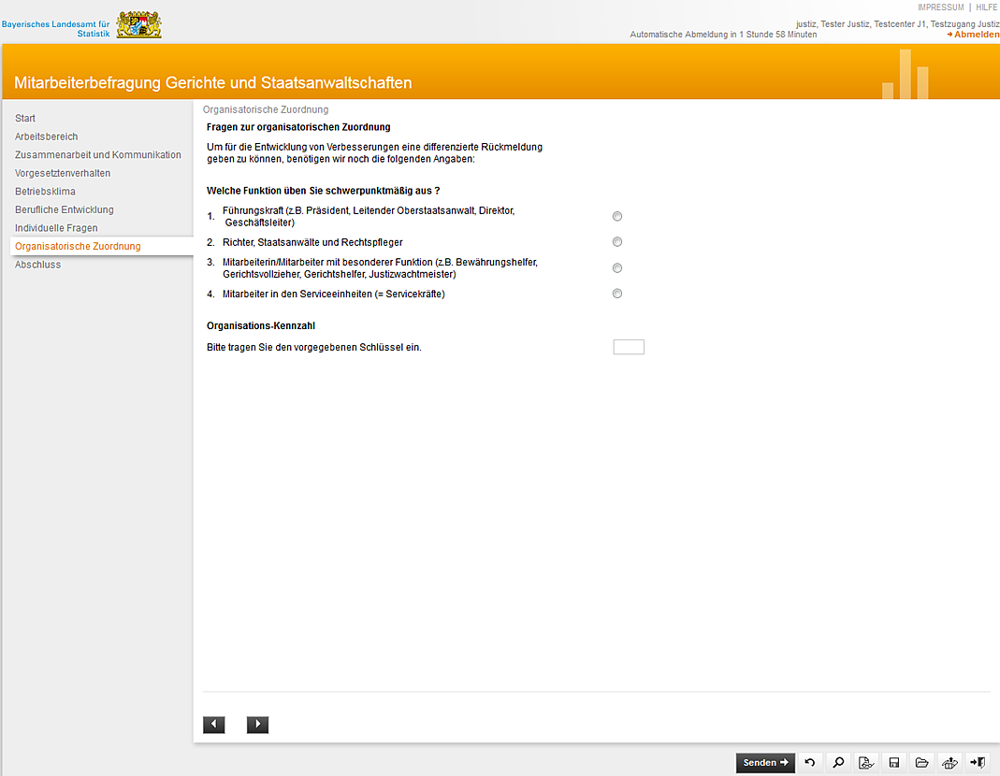 IMPRESSUM | HILFE
Bayerisches Landesamt für
Statistik
justiz, Tester Justiz, Testcenter J1, Testzugang Justiz
Automatische Abmeldung in 1 Stunde 58 Minuten
Abmelden
Mitarbeiterbefragung Gerichte und Staatsanwaltschaften
Start
Arbeitsbereich
Zusammenarbeit und Kommunikation
Vorgesetztenverhalten
Betriebsklima
Berufliche Entwicklung
Individuelle Fragen
Organisatorische Zuordnung
Abschluss
Organisatorische Zuordnung
Fragen zur organisatorischen Zuordnung
Um für die Entwicklung von Verbesserungen eine differenzierte Rückmeldung
geben zu können, benötigen wir noch die folgenden Angaben:
Welche Funktion üben Sie schwerpunktmäßig aus ?
1. Führungskraft (z.B. Präsident, Leitender Oberstaatsanwalt, Direktor,
Geschäftsleiter)
2. Richter, Staatsanwälte und Rechtspfleger
3. Mitarbeiterin/Mitarbeiter mit besonderer Funktion (z.B. Bewährungshelfer,
Gerichtsvollzieher, Gerichtshelfer, Justizwachtmeister)
4. Mitarbeiter in den Serviceeinheiten (= Servicekräfte)
Organisations-Kennzahl
Bitte tragen Sie den vorgegebenen Schlüssel ein.
Senden